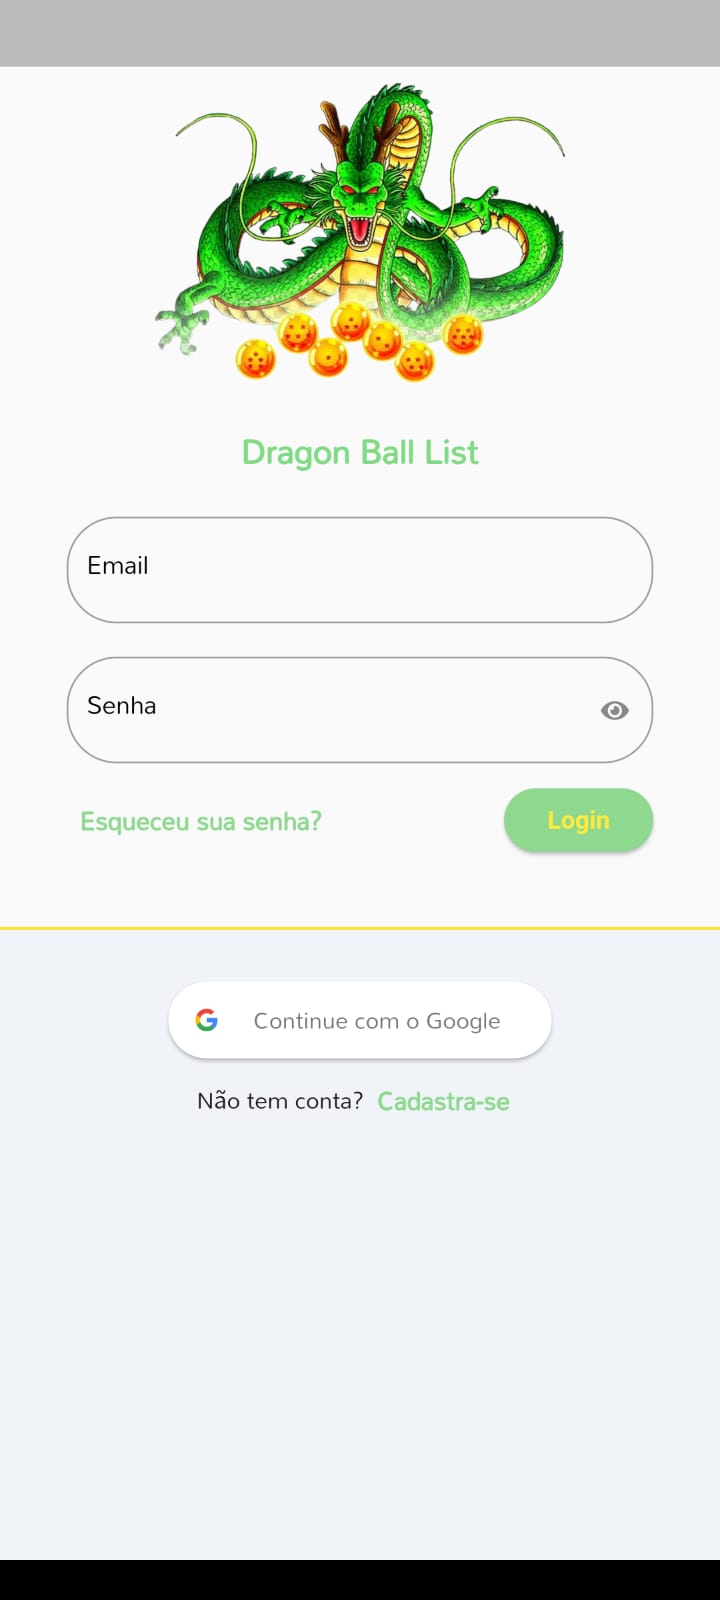 Dragon Ball List
Email
Senha
Esqueceu sua senha? Login
Continue com o Google
Não tem conta? Cadastra-se